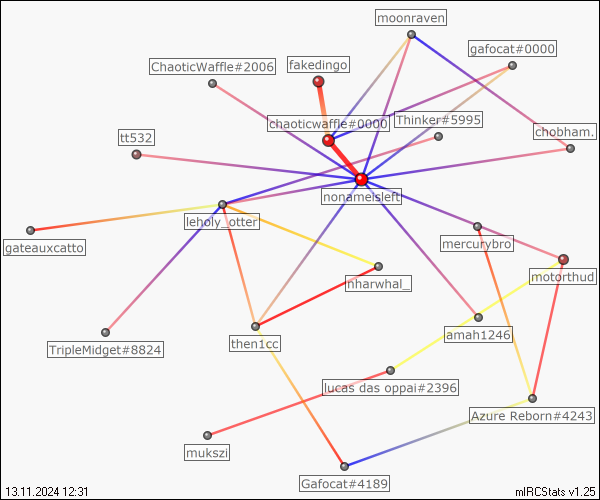 moonraven
gafocat#0000
ChaoticWaffle#2006
fakedingo
chaoticwaffle#0000
Thinker#5995
tt532
chobham.
nonameisleft
leholy_otter
gateauxcatto
mercurybro
nharwhal_
motorthud
then1cc
amah1246
TripleMidget#8824
lucas das oppai#2396
Azure Reborn#4243
mukszi
Gafocat#4189
13.11.2024 12:31
mIRCStats v1.25